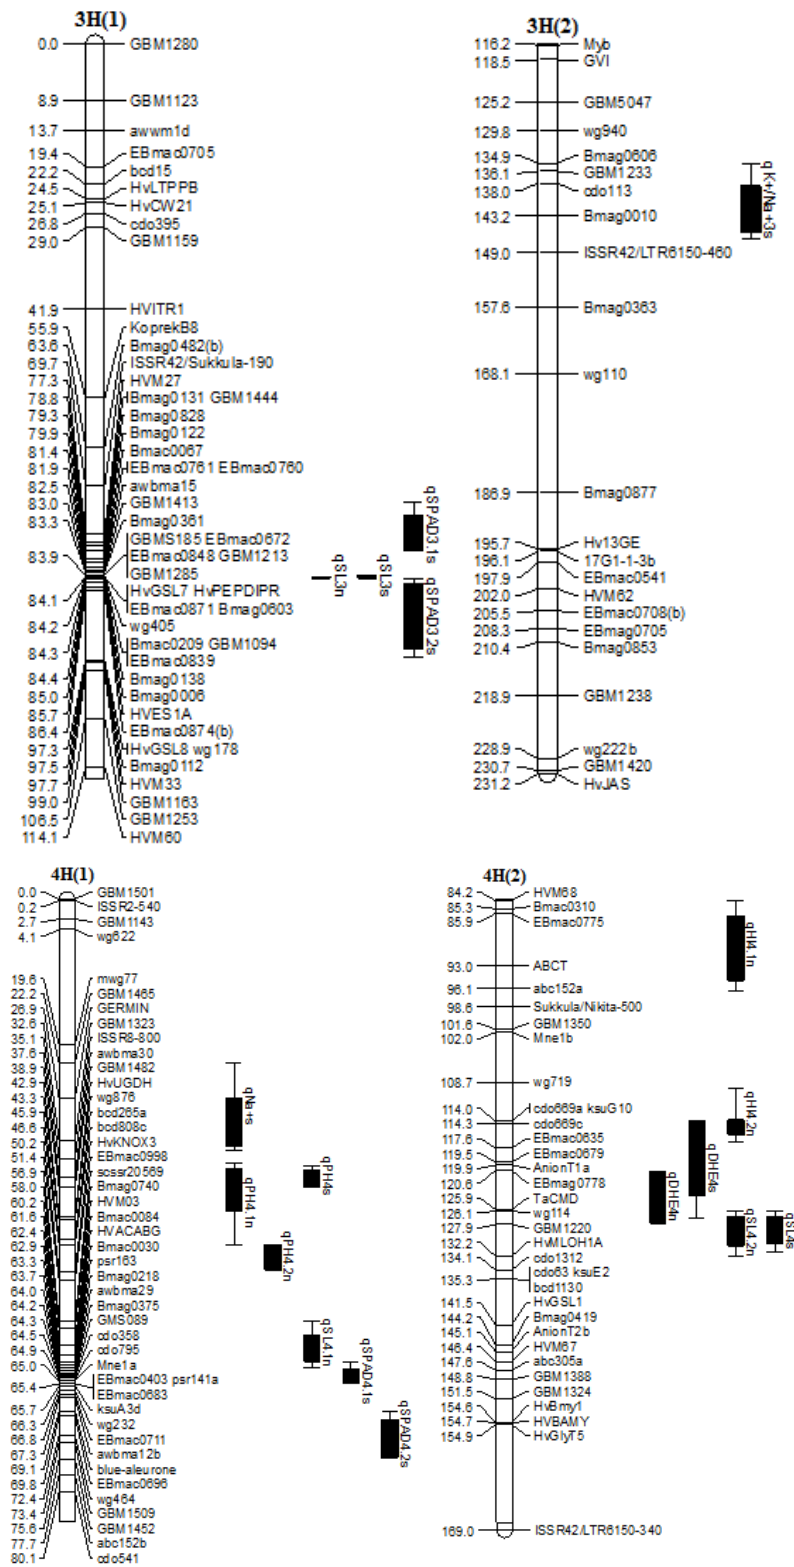 3H(1)
0.0 GBM1280
8.9 GBM1123
13.7 awwm1d
19.4 EBmac0705
22.2 bcd15
24.5 HvLTPPB
25.1 HvCW21
26.8 cdo395
29.0 GBM1159
41.9 HVITR1
55.9 KoprekB8
63.6 Bmag0482(b)
69.7 ISSR42/Sukkula-190
77.3 HVM27
78.8 Bmag0131 GBM1444
79.3 Bmag0828
79.9 Bmag0122
81.4 Bmac0067
81.9 EBmac0761 EBmac0760
82.5 awbma15
83.0 GBM1413
83.3 Bmag0361
GBMS185 EBmac0672
83.9 EBmac0848 GBM1213
GBM1285
84.1 HvGSL7 HvPEPDIPR
EBmac0871 Bmag0603
84.2 wg405
84.3 Bmac0209 GBM1094
EBmac0839
84.4 Bmag0138
85.0 Bmag0006
85.7 HVES1A
86.4 EBmac0874(b)
97.3 HvGSL8 wg178
97.5 Bmag0112
97.7 HVM33
99.0 GBM1163
106.5 GBM1253
114.1 HVM60
qSL3n
qSL3s
qSPAD3.1s
qSPAD3.2s
3H(2)
116.2 Myb
118.5 GVI
125.2 GBM5047
129.8 wg940
134.9 Bmag0606
136.1 GBM1233
138.0 cdo113
143.2 Bmag0010
149.0 ISSR42/LTR6150-460
157.6 Bmag0363
168.1 wg110
186.9 Bmag0877
195.7 Hv13GE
196.1 17G1-1-3b
197.9 EBmac0541
202.0 HVM62
205.5 EBmac0708(b)
208.3 EBmag0705
210.4 Bmag0853
218.9 GBM1238
228.9 wg222b
230.7 GBM1420
231.2 HvJAS
qK+/Na+3s
4H(1)
0.0 GBM1501
0.2 ISSR2-540
2.7 GBM1143
4.1 wg622
19.6 mwg77
22.2 GBM1465
26.9 GERMIN
32.6 GBM1323
35.1 ISSR8-800
37.6 awbma30
38.9 GBM1482
42.9 HvUGDH
43.3 wg876
45.9 bcd265a
46.6 bcd808c
50.2 HvKNOX3
51.4 EBmac0998
56.9 scssr20569
58.0 Bmag0740
60.2 HVM03
61.6 Bmac0084
62.4 HVACABG
62.9 Bmac0030
63.3 psr163
63.7 Bmag0218
64.0 awbma29
64.2 Bmag0375
64.3 GMS089
64.5 cdo358
64.9 cdo795
65.0 Mne1a
65.4 EBmac0403 psr141a
EBmac0683
65.7 ksuA3d
66.3 wg232
66.8 EBmac0711
67.3 awbma12b
69.1 blue-aleurone
69.8 EBmac0696
72.4 wg464
73.4 GBM1509
75.6 GBM1452
77.7 abc152b
80.1 cdo541
qNa+s
qPH4.1n
qPH4s
qPH4.2n
qSL4.1n
qSPAD4.1s
qSPAD4.2s
4H(2)
84.2 HVM68
85.3 Bmac0310
85.9 EBmac0775
93.0 ABCT
96.1 abc152a
98.6 Sukkula/Nikita-500
101.6 GBM1350
102.0 Mne1b
108.7 wg719
114.0 cdo669a ksuG10
114.3 cdo669c
117.6 EBmac0635
119.5 EBmac0679
119.9 AnionT1a
120.6 EBmag0778
125.9 TaCMD
126.1 wg114
127.9 GBM1220
132.2 HvMLOH1A
134.1 cdo1312
135.3 cdo63 ksuE2
bcd1130
141.5 HvGSL1
144.2 Bmag0419
145.1 AnionT2b
146.4 HVM67
147.6 abc305a
148.8 GBM1388
151.5 GBM1324
154.6 HvBmy1
154.7 HVBAMY
154.9 HvGlyT5
169.0 ISSR42/LTR6150-340
qHI4.1n
qHI4.2n
qDHE4s
qDHE4n
qSL4.2n
qSL4s